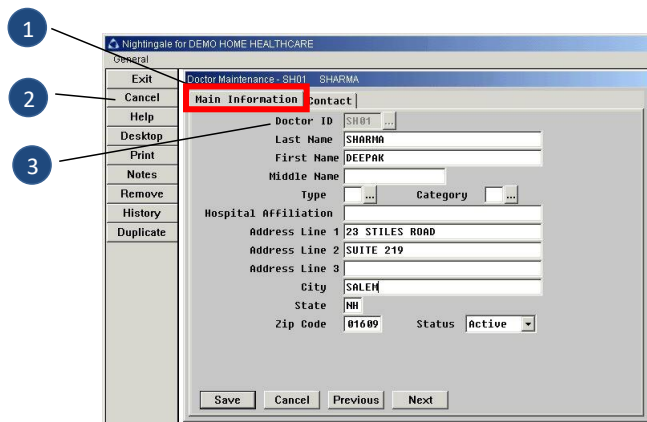 1
Nightingale for DEMO HOME HEALTHCARE
General
Exit
Doctor Maintenance - SH01 SHARMA
2
Cancel
Main Information Contact
Help
Doctor ID SH01 ...
Desktop
Last Name SHARMA
3
Print
First Name DEEPAK
Notes
Middle Name
Remove
Type ... Category ...
History
Hospital Affiliation
Duplicate
Address Line 1 23 STILES ROAD
Address Line 2 SUITE 219
Address Line 3
City SALEM
State NH
Zip Code 01609 Status Active
Save Cancel Previous Next